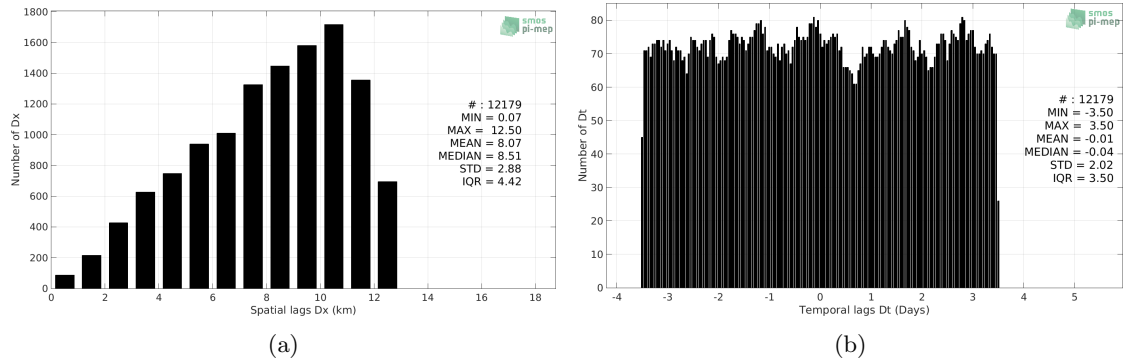 1800
1600
1400
1200
1000
800
600
400
200
0
Number of Dx
0 2 4 6 8 10 12 14 16 18
Spatial lags Dx (km)
smos
pi-mep
# : 12179
MIN = 0.07
MAX = 12.50
MEAN = 8.07
MEDIAN = 8.51
STD = 2.88
IQR = 4.42
(a)
80
70
60
50
40
30
20
10
0
Number of Dt
-4 -3 -2 -1 0 1 2 3 4 5
Temporal lags Dt (Days)
smos
pi-mep
# : 12179
MIN = -3.50
MAX = 3.50
MEAN = -0.01
MEDIAN = -0.04
STD = 2.02
IQR = 3.50
(b)